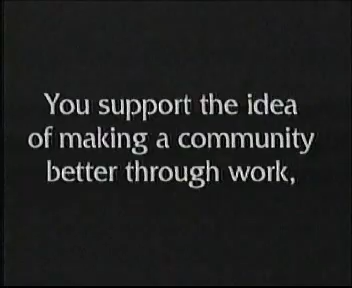 You support the idea
of making a community
better through work,